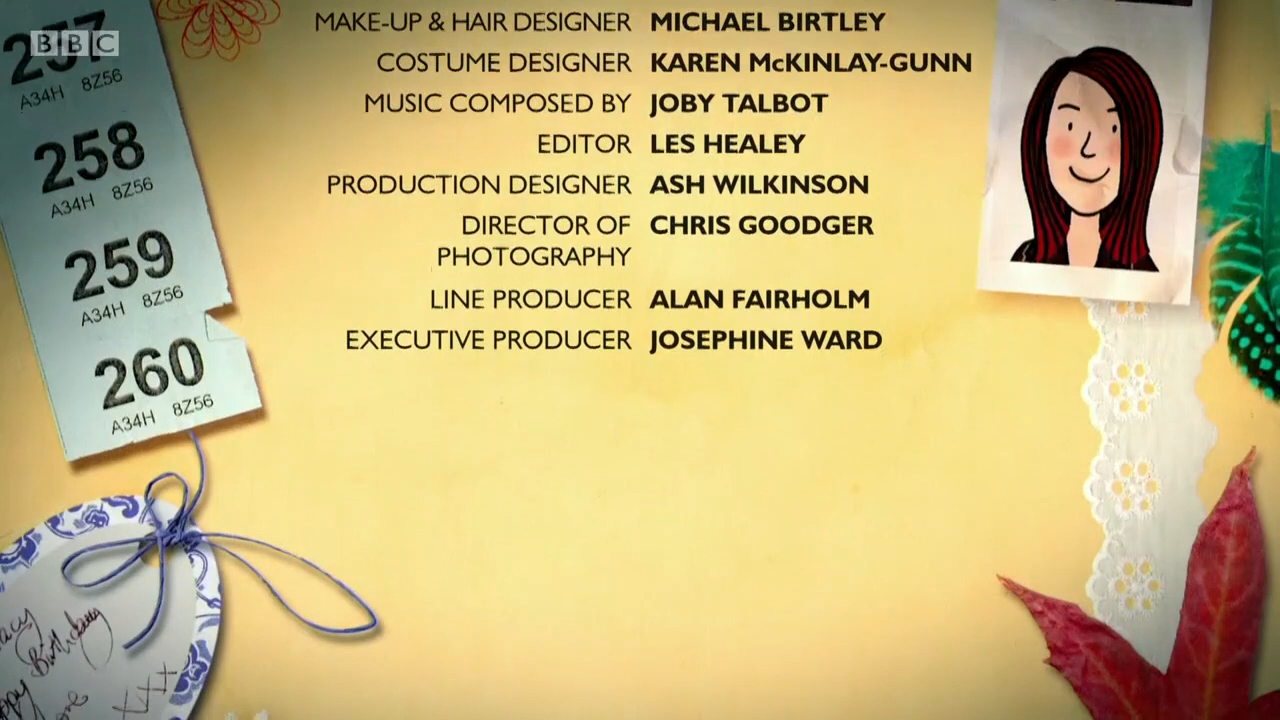 BBC
257
A34H 8Z56
258
A34H 8Z56
259
A34H 8Z56
260
A34H 8Z56
MAKE-UP & HAIR DESIGNER MICHAEL BIRTLEY
COSTUME DESIGNER KAREN McKINLAY-GUNN
MUSIC COMPOSED BY JOBY TALBOT
EDITOR LES HEALEY
PRODUCTION DESIGNER ASH WILKINSON
DIRECTOR OF CHRIS GOODGER
PHOTOGRAPHY
LINE PRODUCER ALAN FAIRHOLM
EXECUTIVE PRODUCER JOSEPHINE WARD
Birthday
XXX